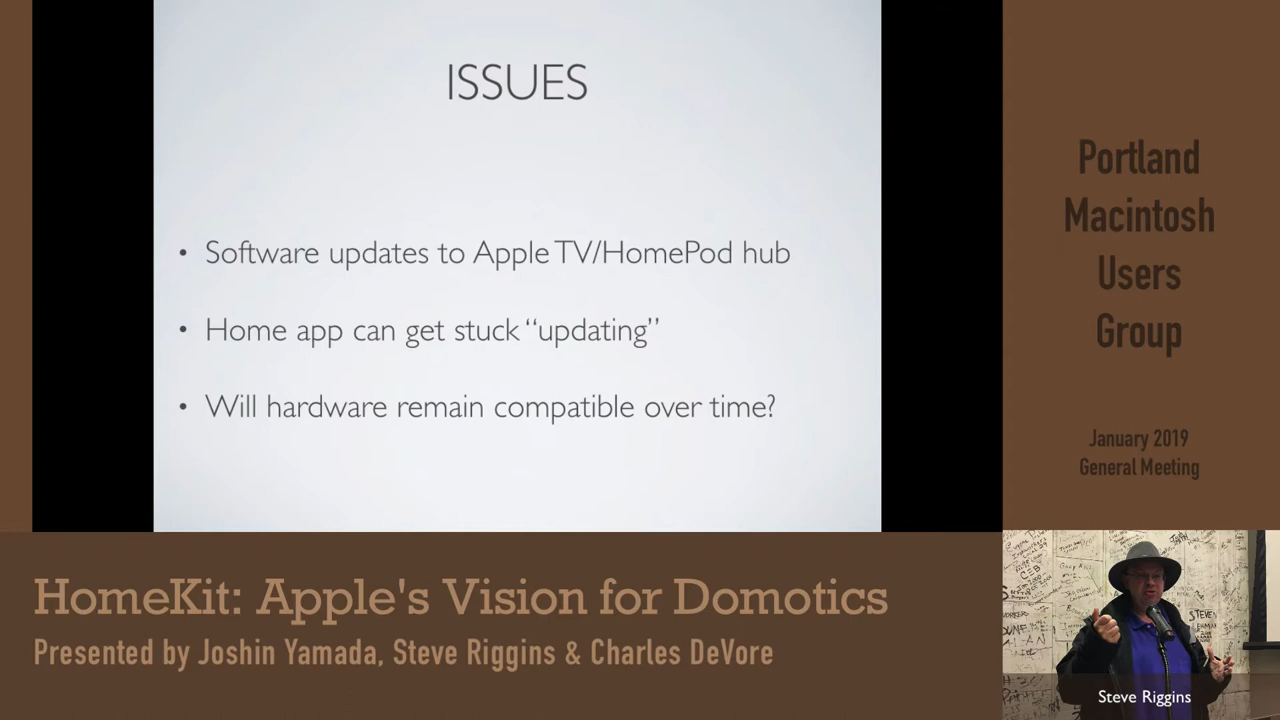 ISSUES
• Software updates to Apple TV/HomePod hub
• Home app can get stuck “updating”
• Will hardware remain compatible over time?
Portland
Macintosh
Users
Group
January 2019
General Meeting
HomeKit: Apple's Vision for Domotics
Presented by Joshin Yamada, Steve Riggins & Charles DeVore
CEB
STEVEN
Steve Riggins